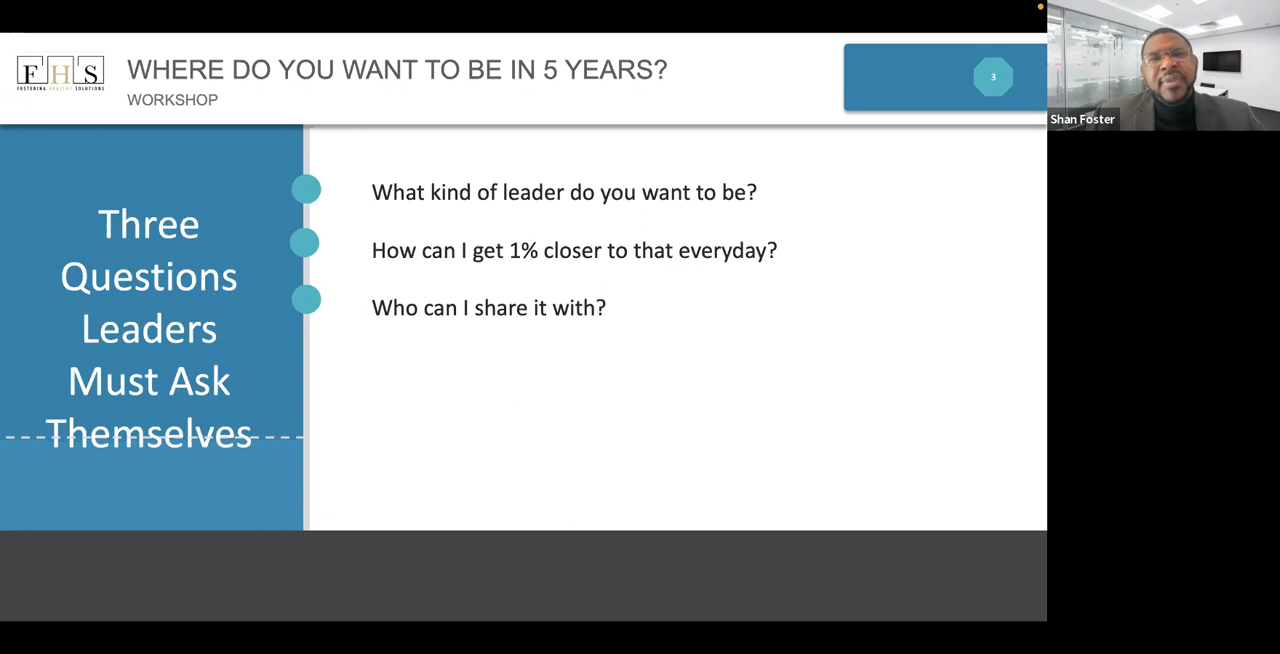 FHS
FOSTERING HEALTHY SOLUTIONS
WHERE DO YOU WANT TO BE IN 5 YEARS?
WORKSHOP
3
Shan Foster
Three
Questions
Leaders
Must Ask
Themselves
What kind of leader do you want to be?
How can I get 1% closer to that everyday?
Who can I share it with?